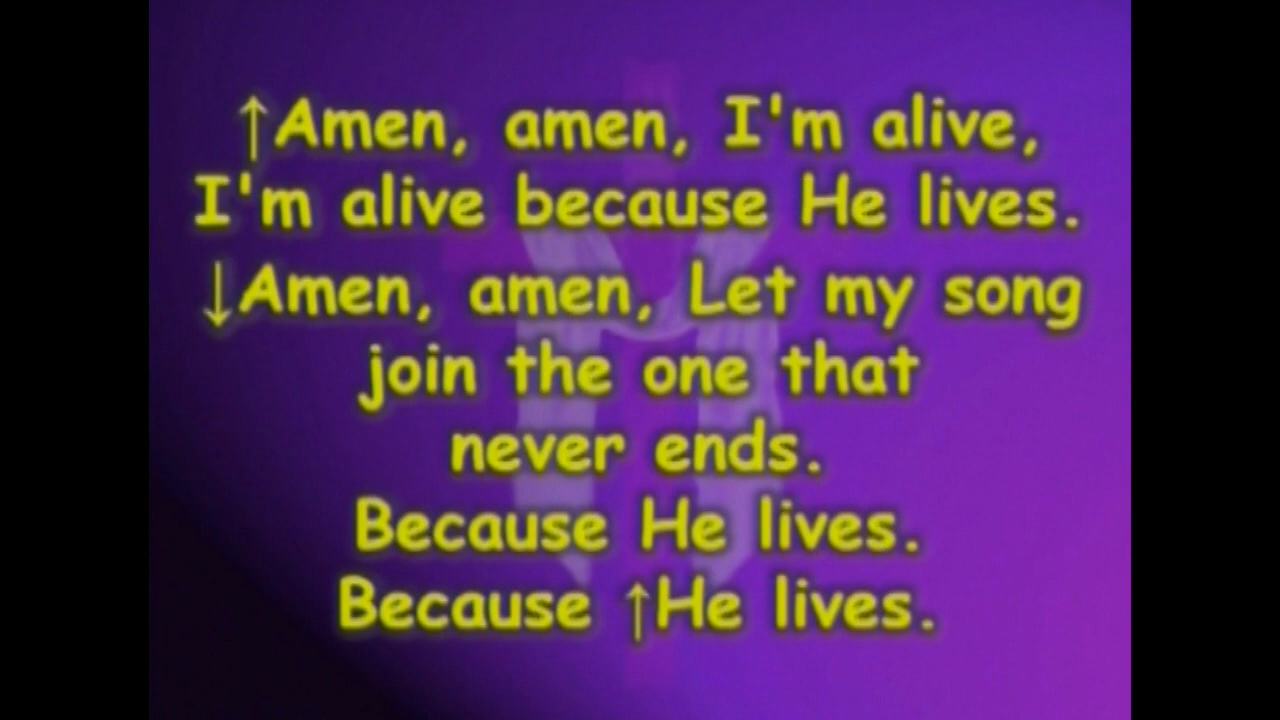 ↑Amen, amen, I'm alive,
I'm alive because He lives.
↓Amen, amen, Let my song
join the one that
never ends.
Because He lives.
Because ↑He lives.